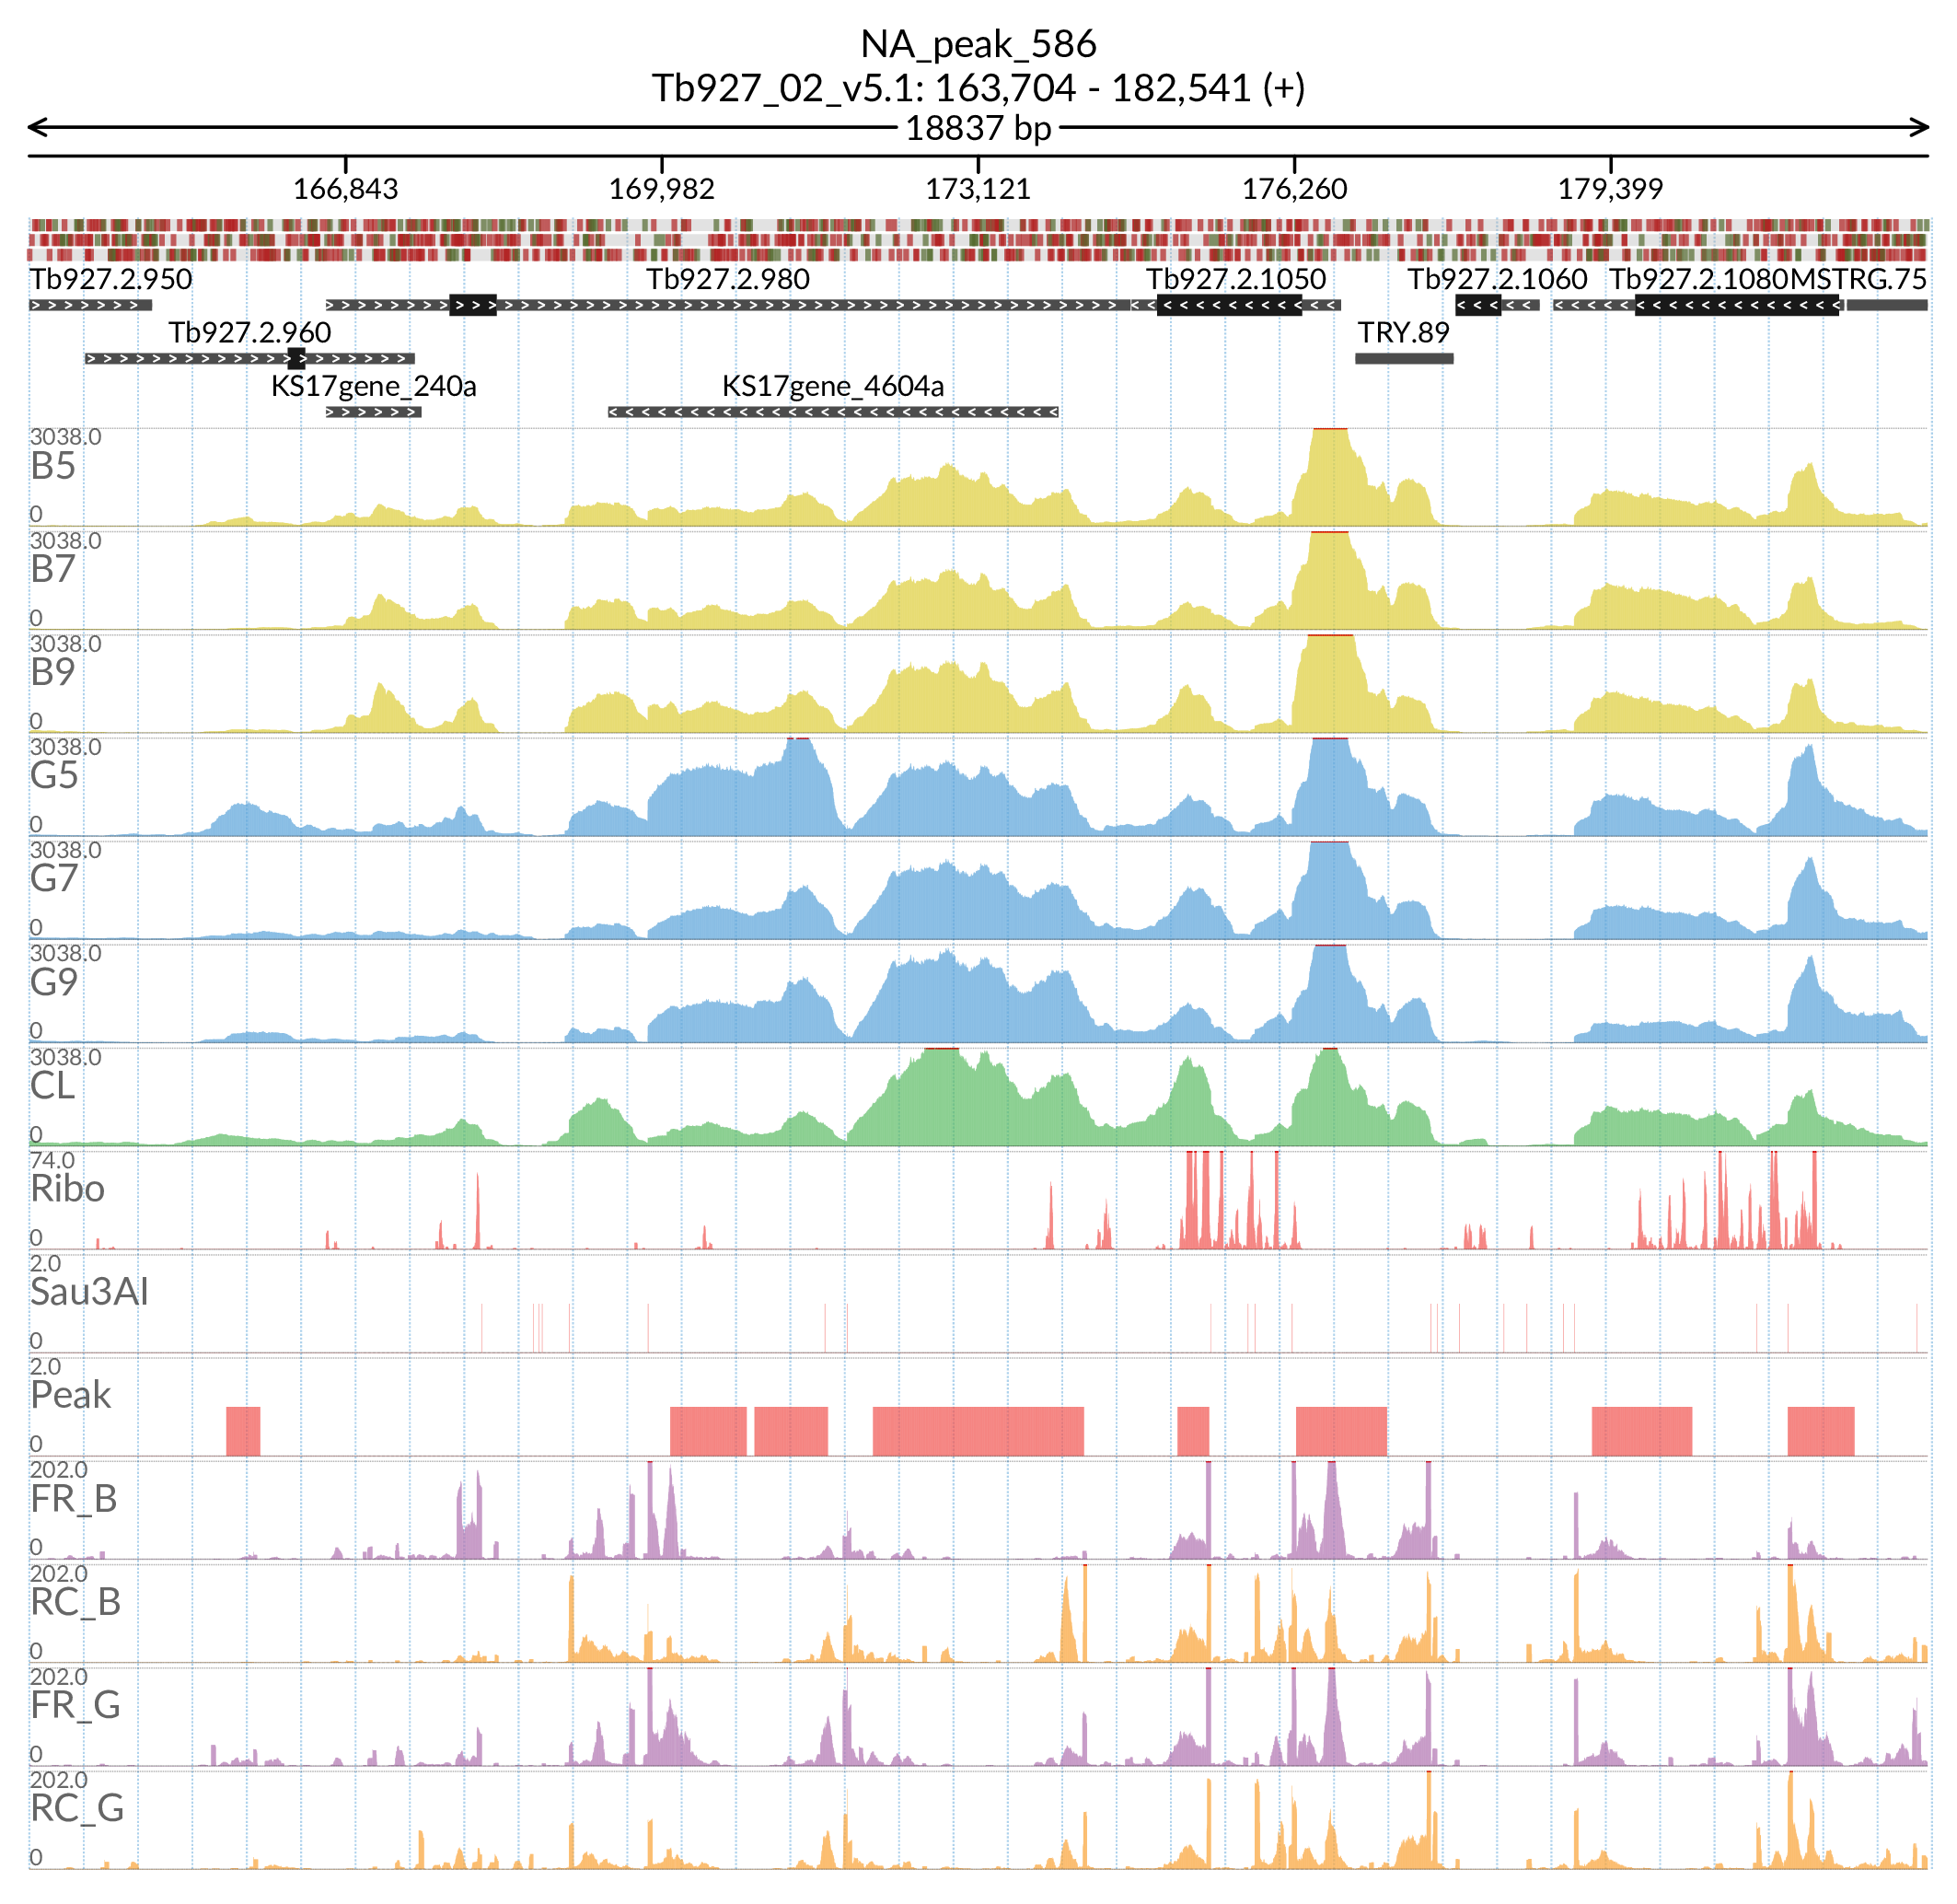 NA_peak_586
Tb927_02_v5.1: 163,704 - 182,541 (+)
18837 bp
166,843 169,982 173,121 176,260 179,399
Tb927.2.950 Tb927.2.980 Tb927.2.1050 Tb927.2.1060 Tb927.2.1080 MSTRG.75
Tb927.2.960 TRY.89
KS17gene_240a KS17gene_4604a
3038.0
B5
0
3038.0
B7
0
3038.0
B9
0
3038.0
G5
0
3038.0
G7
0
3038.0
G9
0
3038.0
CL
0
74.0
Ribo
0
2.0
Sau3AI
0
2.0
Peak
0
202.0
FR_B
0
202.0
RC_B
0
202.0
FR_G
0
202.0
RC_G
0